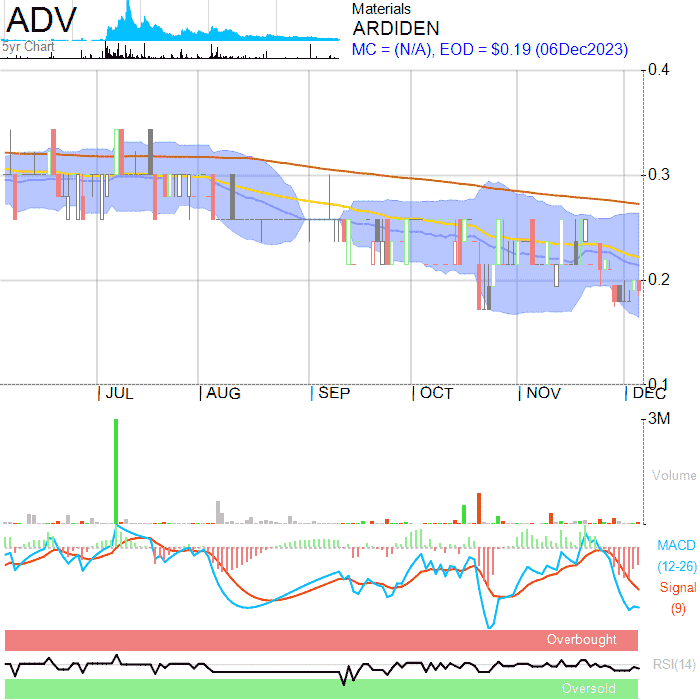 ADV
5yr Chart
Materials
ARDIDEN
MC = (N/A), EOD = $0.19 (06Dec2023)
0.4
0.3
0.2
0.1
JUL AUG SEP OCT NOV DEC
3M
Volume
MACD
(12-26)
Signal
(9)
Overbought
RSI(14)
Oversold